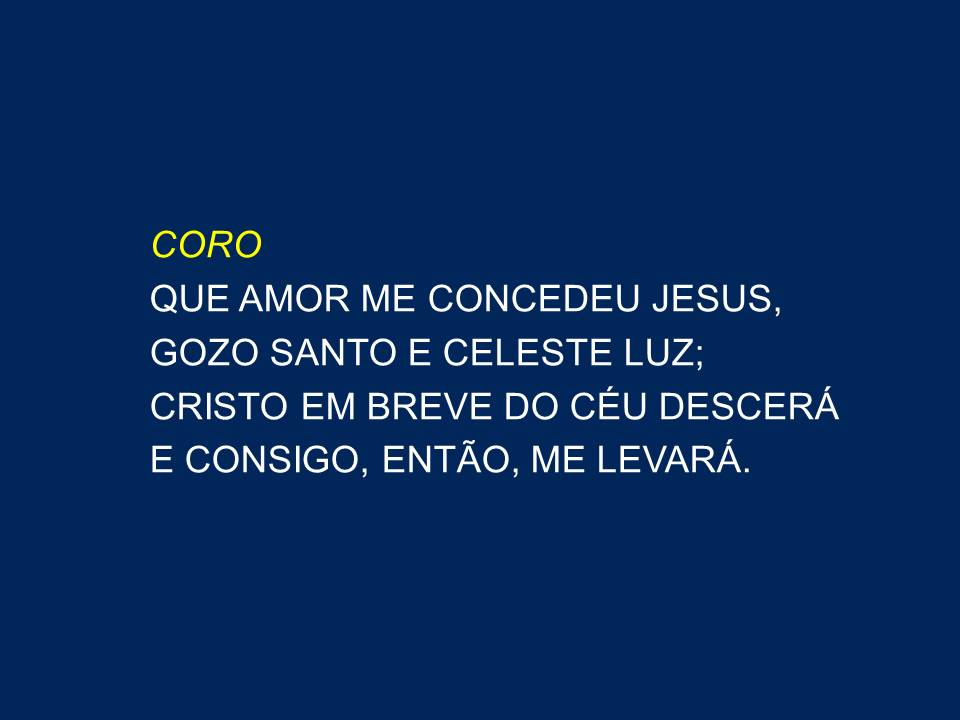 CORO
QUE AMOR ME CONCEDEU JESUS,
GOZO SANTO E CELESTE LUZ;
CRISTO EM BREVE DO CÉU DESCERÁ
E CONSIGO, ENTÃO, ME LEVARÁ.